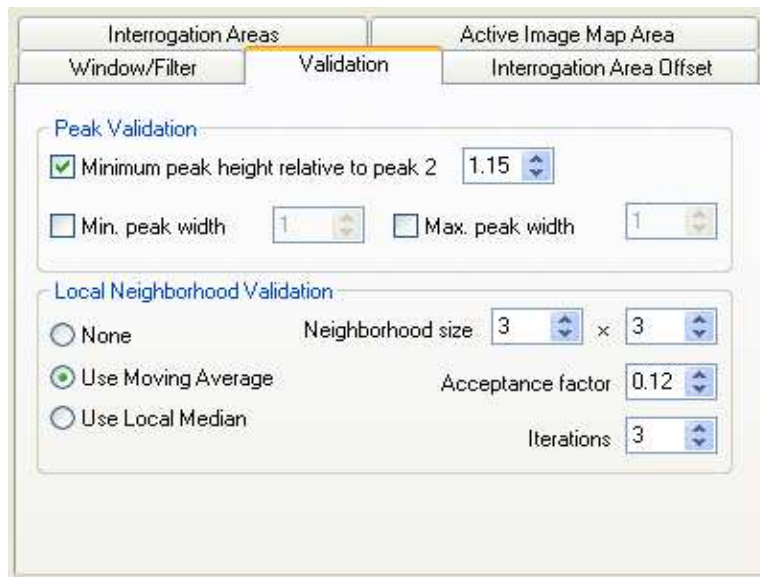 Interrogation Areas
Active Image Map Area
Window/Filter
Validation
Interrogation Area Offset
Peak Validation
Minimum peak height relative to peak 2 1.15
Min. peak width 1 Max. peak width 1
Local Neighborhood Validation
None
Neighborhood size 3 × 3
Use Moving Average
Acceptance factor 0.12
Use Local Median
Iterations 3